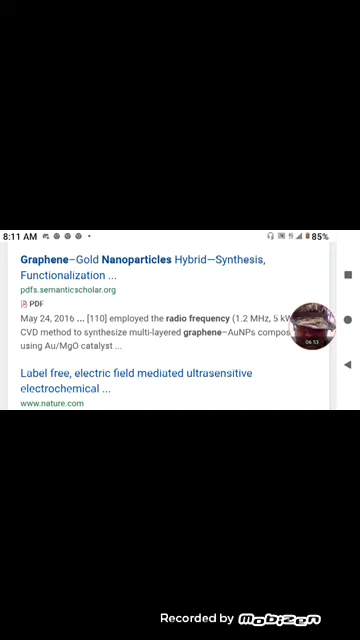 8:11 AM
85%
Graphene–Gold Nanoparticles Hybrid—Synthesis,
Functionalization ...
pdfs.semanticscholar.org
PDF
May 24, 2016 ... [110] employed the radio frequency (1.2 MHz, 5
CVD method to synthesize multi-layered graphene–AuNPs
using Au/MgO catalyst ...
06:53
Label free, electric field mediated ultrasensitive
electrochemical ...
www.nature.com
Recorded by Mobizen